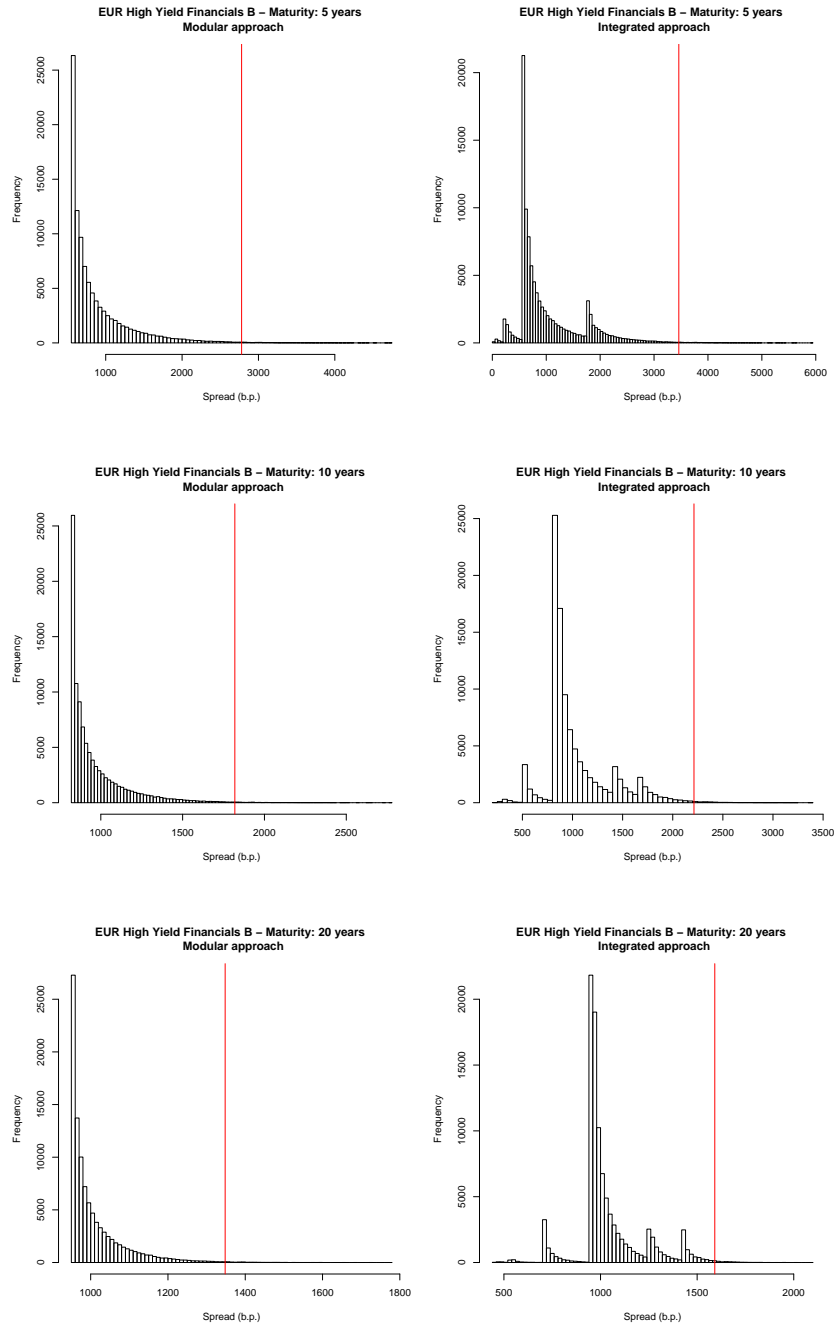 EUR High Yield Financials B − Maturity: 5 years
Modular approach
Frequency
0 5000 10000 15000 20000 25000
1000 2000 3000 4000
Spread (b.p.)
EUR High Yield Financials B − Maturity: 5 years
Integrated approach
Frequency
0 5000 10000 15000 20000
0 1000 2000 3000 4000 5000 6000
Spread (b.p.)
EUR High Yield Financials B − Maturity: 10 years
Modular approach
Frequency
0 5000 10000 15000 20000 25000
1000 1500 2000 2500
Spread (b.p.)
EUR High Yield Financials B − Maturity: 10 years
Integrated approach
Frequency
0 5000 10000 15000 20000 25000
500 1000 1500 2000 2500 3000 3500
Spread (b.p.)
EUR High Yield Financials B − Maturity: 20 years
Modular approach
Frequency
0 5000 10000 15000 20000 25000
1000 1200 1400 1600 1800
Spread (b.p.)
EUR High Yield Financials B − Maturity: 20 years
Integrated approach
Frequency
0 5000 10000 15000 20000
500 1000 1500 2000
Spread (b.p.)